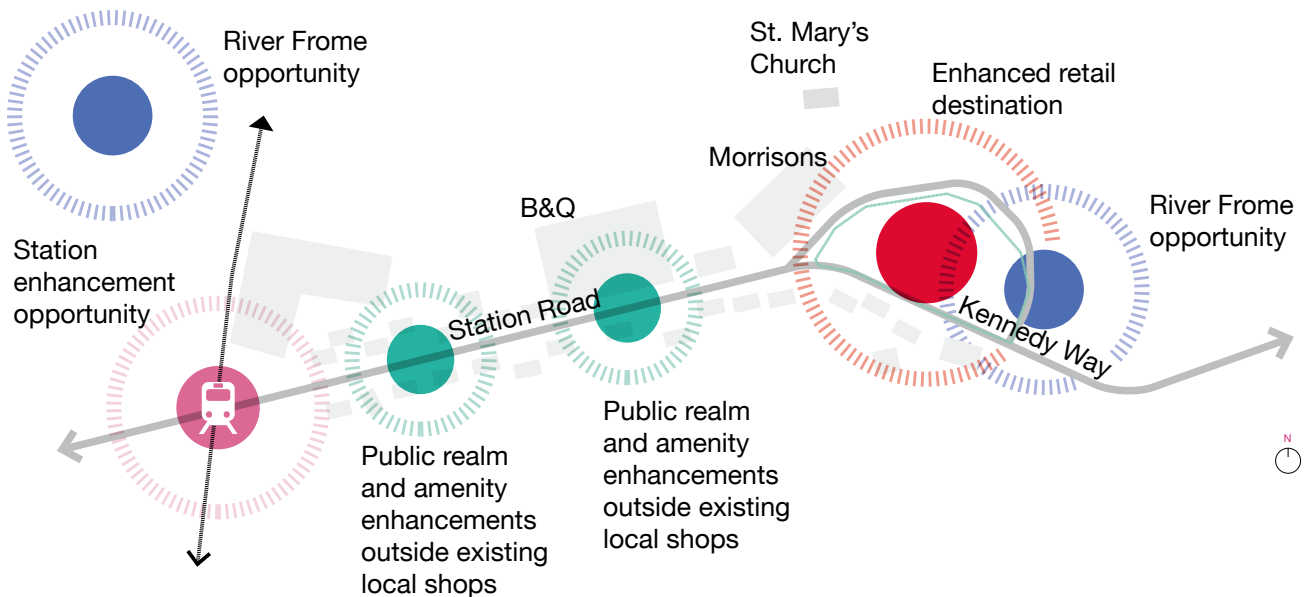 River Frome
opportunity
St. Mary’s
Church
Enhanced retail
destination
Morrisons
B&Q
River Frome
opportunity
Station
enhancement
opportunity
Station Road
Kennedy Way
Public realm
and amenity
enhancements
outside existing
local shops
Public realm
and amenity
enhancements
outside existing
local shops
N